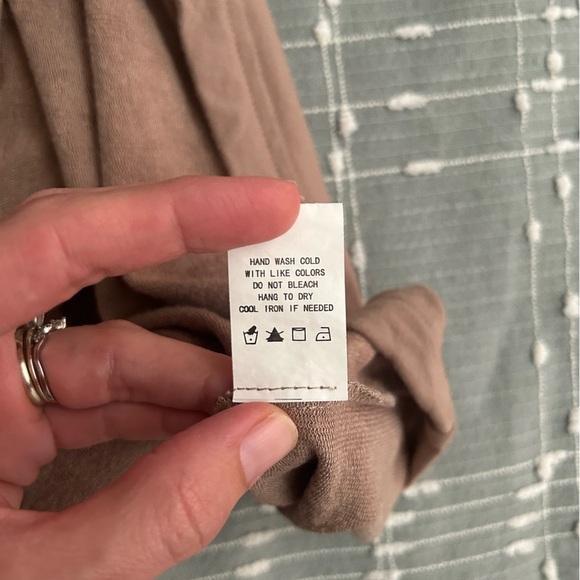 HAND WASH COLD
WITH LIKE COLORS
DO NOT BLEACH
HANG TO DRY
COOL IRON IF NEEDED